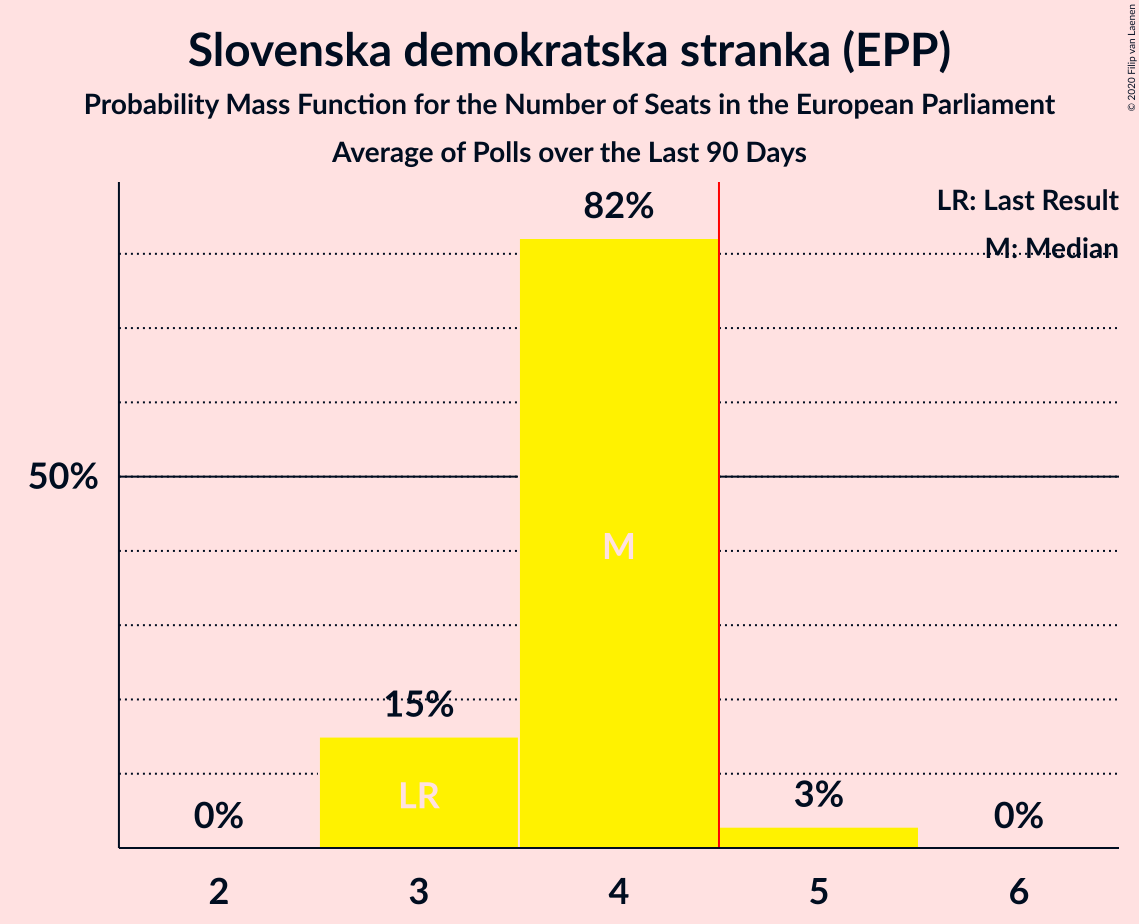 Slovenska demokratska stranka (EPP)
Probability Mass Function for the Number of Seats in the European Parliament
Average of Polls over the Last 90 Days
© 2020 Filip van Laenen
LR: Last Result
M: Median
82%
50%
M
15%
LR
3%
0%
0%
2 3 4 5 6